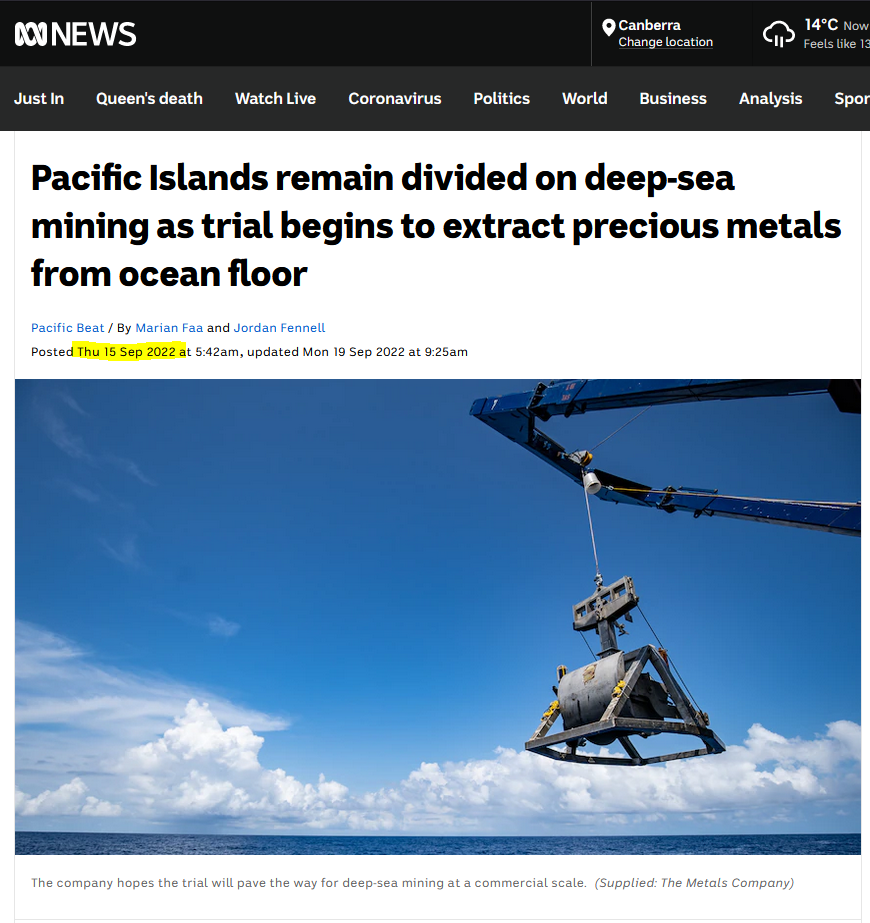 NEWS
Canberra
Change location
14°C Now
Feels like 13
Just In Queen's death Watch Live Coronavirus Politics World Business Analysis Spor
Pacific Islands remain divided on deep-sea
mining as trial begins to extract precious metals
from ocean floor
Pacific Beat / By Marian Faa and Jordan Fennell
Posted Thu 15 Sep 2022 at 5:42am, updated Mon 19 Sep 2022 at 9:25am
The company hopes the trial will pave the way for deep-sea mining at a commercial scale. (Supplied: The Metals Company)